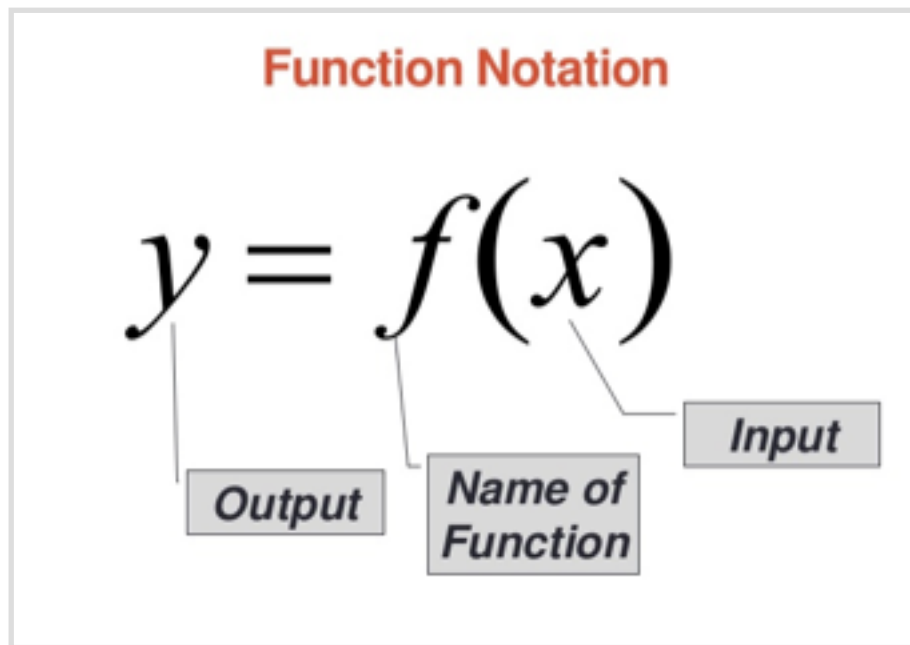 Function Notation
y = f(x)
Input
Output
Name of
Function